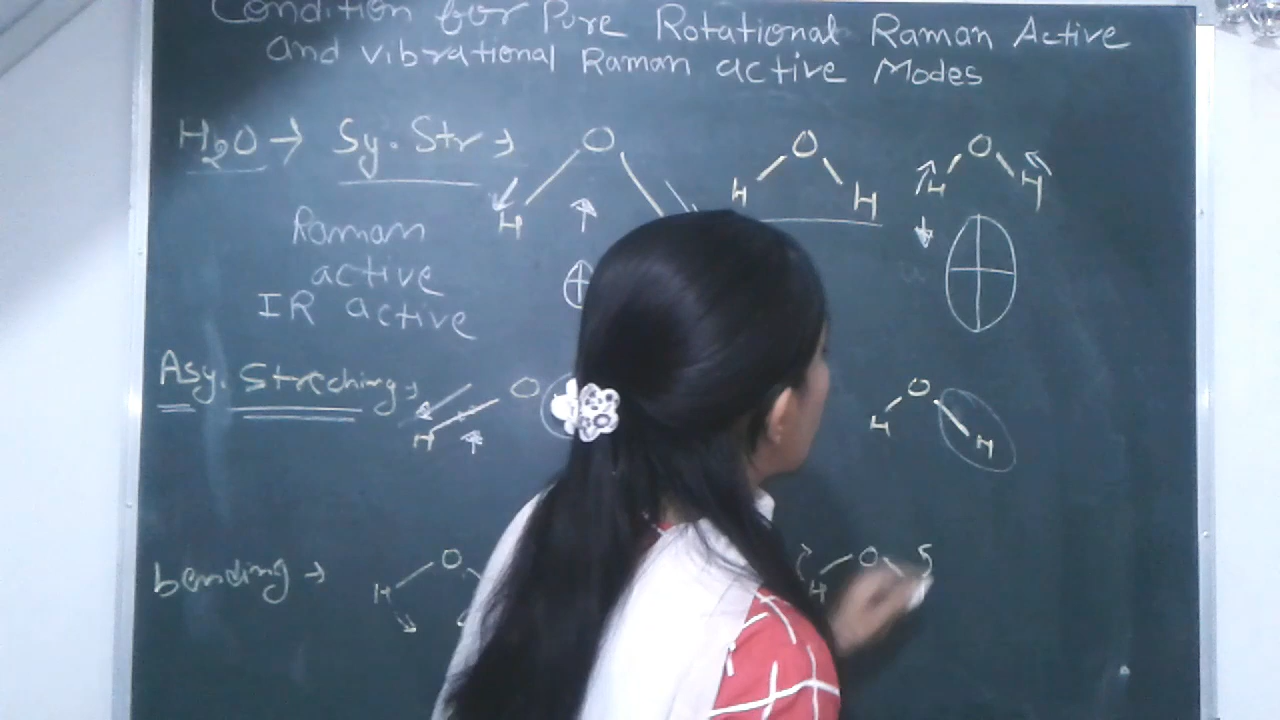 Condition for Pure Rotational Raman Active
and vibrational Raman active Modes
H2O → Sy. Str →
O O O
H H H H H
Raman
active
IR active
Asy. Streching →
O O
H H H
bending →
O O
H H